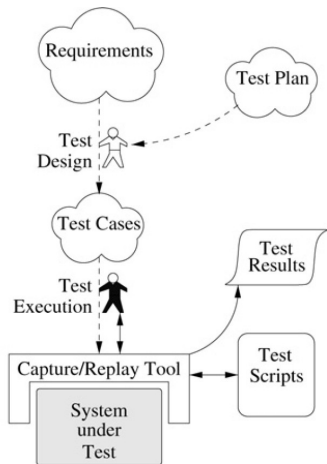 Requirements
Test Plan
Test
Design
Test Cases
Test
Execution
Test
Results
Capture/Replay Tool
Test
Scripts
System
under
Test